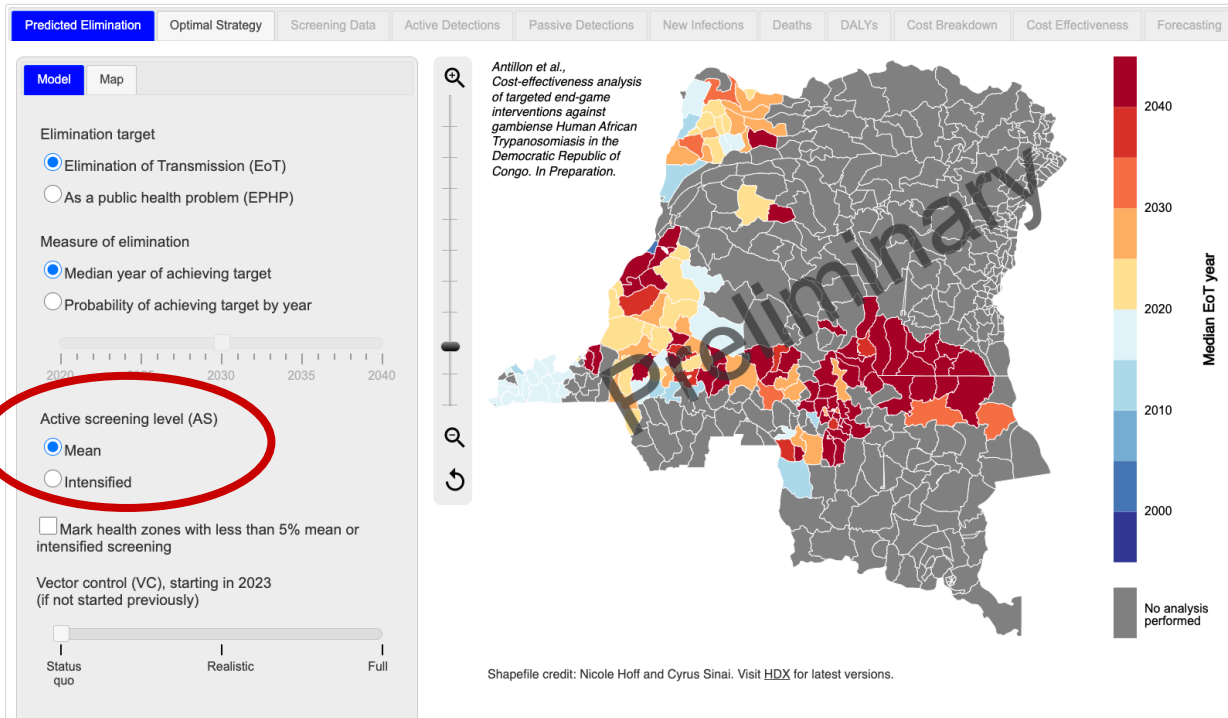 Predicted Elimination
Optimal Strategy
Screening Data
Active Detections
Passive Detections
New Infections
Deaths
DALYs
Cost Breakdown
Cost Effectiveness
Forecasting
Model
Map
Elimination target
Elimination of Transmission (EoT)
As a public health problem (EPHP)
Measure of elimination
Median year of achieving target
Probability of achieving target by year
2020
2025
2030
2035
2040
Active screening level (AS)
Mean
Intensified
Mark health zones with less than 5% mean or
intensified screening
Vector control (VC), starting in 2023
(if not started previously)
Status
quo
Realistic
Full
Antillon et al.,
Cost-effectiveness analysis
of targeted end-game
interventions against
gambiense Human African
Trypanosomiasis in the
Democratic Republic of
Congo. In Preparation.
Preliminary
2040
2030
2020
2010
2000
Median EoT year
No analysis
performed
Shapefile credit: Nicole Hoff and Cyrus Sinai. Visit HDX for latest versions.